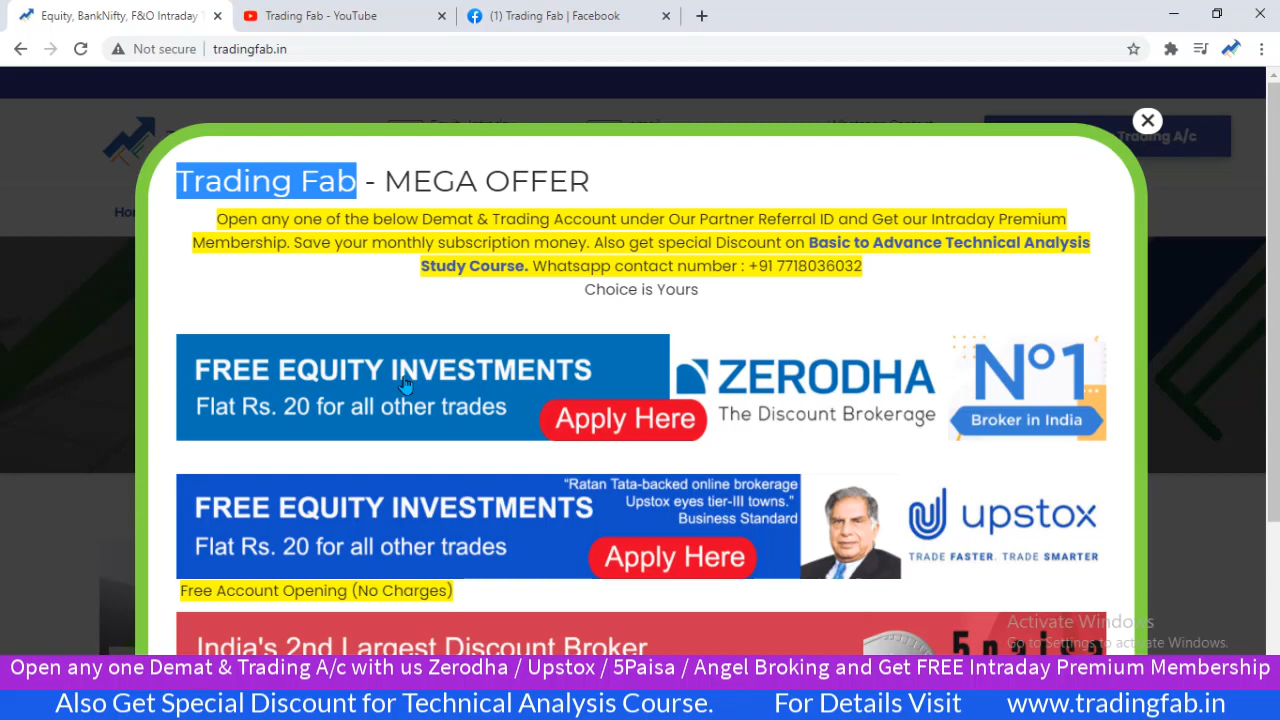 Equity, BankNifty, F&O Intraday T
Trading Fab - YouTube
(1) Trading Fab | Facebook
Not secure
tradingfab.in
Trading A/c
Trading Fab - MEGA OFFER
Open any one of the below Demat & Trading Account under Our Partner Referral ID and Get our Intraday Premium
Membership. Save your monthly subscription money. Also get special Discount on Basic to Advance Technical Analysis
Study Course. Whatsapp contact number : +91 7718036032
Choice is Yours
FREE EQUITY INVESTMENTS
Flat Rs. 20 for all other trades
Apply Here
ZERODHA
The Discount Brokerage
Nº1
Broker in India
FREE EQUITY INVESTMENTS
Flat Rs. 20 for all other trades
"Ratan Tata-backed online brokerage
Upstox eyes tier-III towns."
Business Standard
Apply Here
upstox
TRADE FASTER. TRADE SMARTER
Free Account Opening (No Charges)
India's 2nd Largest Discount Broker
Activate Windows
Go to Settings to activate Windows.
Open any one Demat & Trading A/c with us Zerodha / Upstox / 5Paisa / Angel Broking and Get FREE Intraday Premium Membership
Also Get Special Discount for Technical Analysis Course.
For Details Visit
www.tradingfab.in